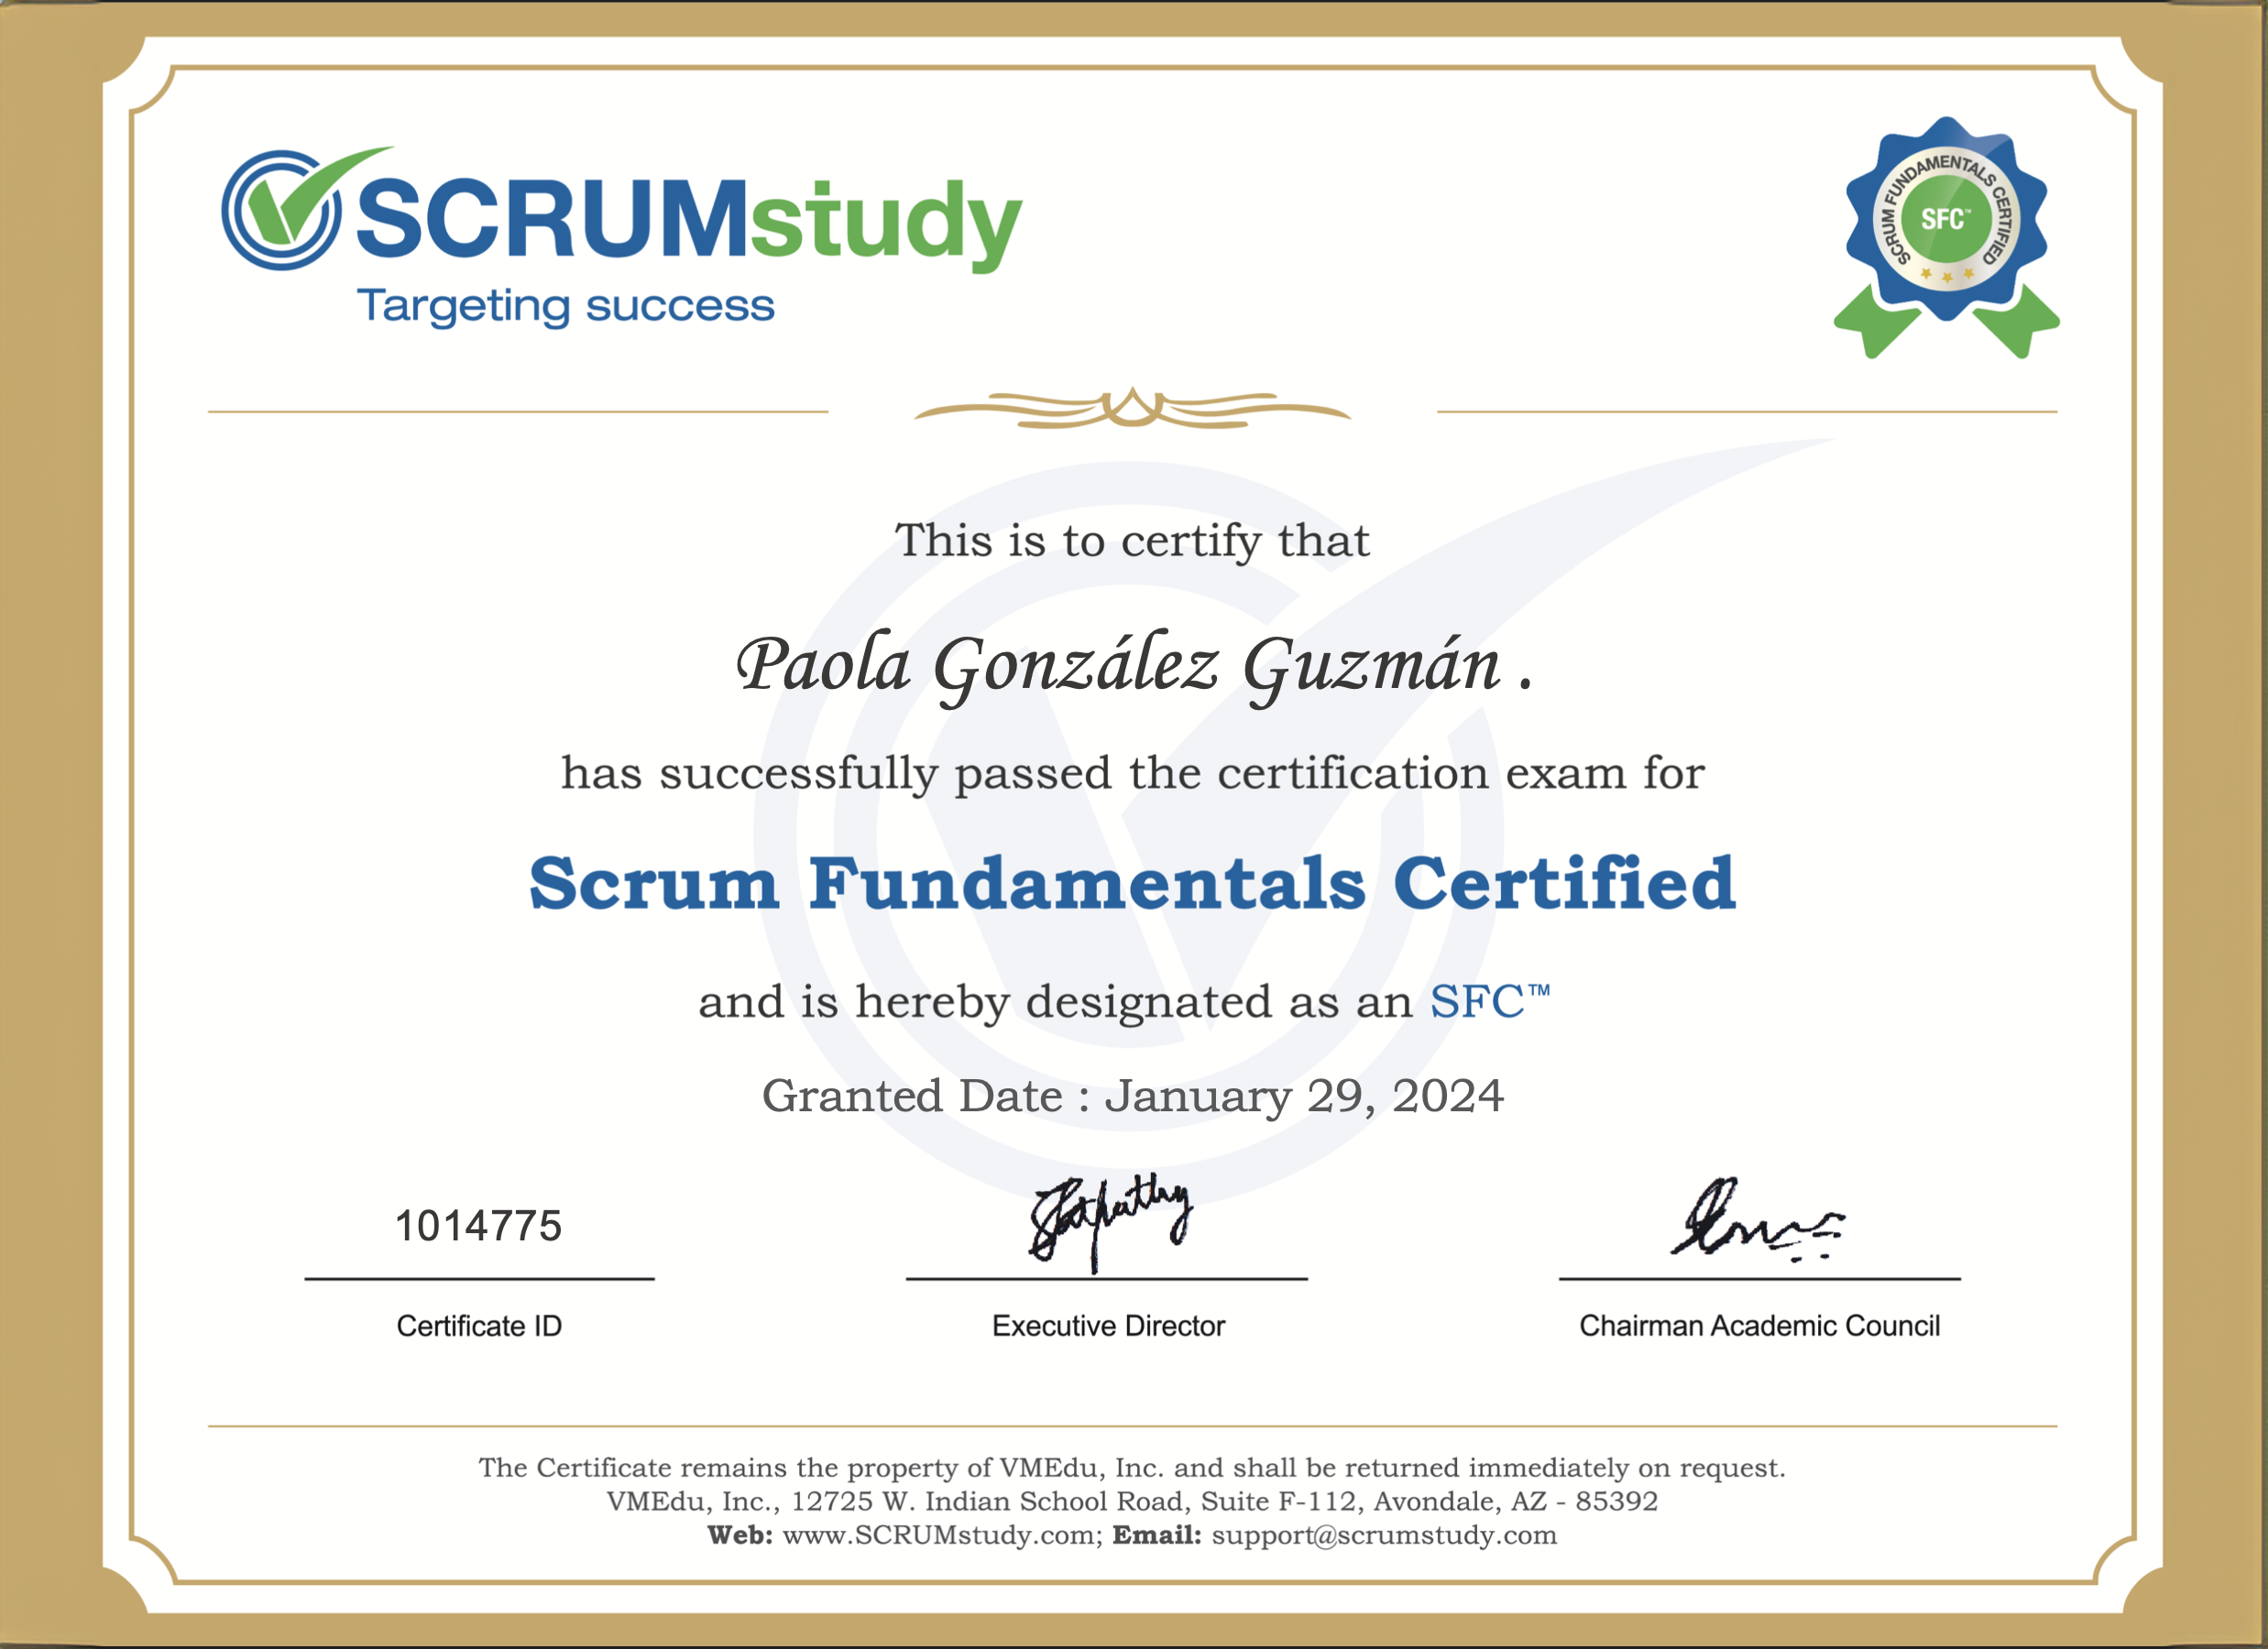 SCRUMstudy
Targeting success
SCRUM FUNDAMENTALS CERTIFIED
SFC™
This is to certify that
Paola González Guzmán .
has successfully passed the certification exam for
Scrum Fundamentals Certified
and is hereby designated as an SFC™
Granted Date : January 29, 2024
1014775
Certificate ID
Executive Director
Chairman Academic Council
The Certificate remains the property of VMEdu, Inc. and shall be returned immediately on request.
VMEdu, Inc., 12725 W. Indian School Road, Suite F-112, Avondale, AZ - 85392
Web: www.SCRUMstudy.com; Email: support@scrumstudy.com